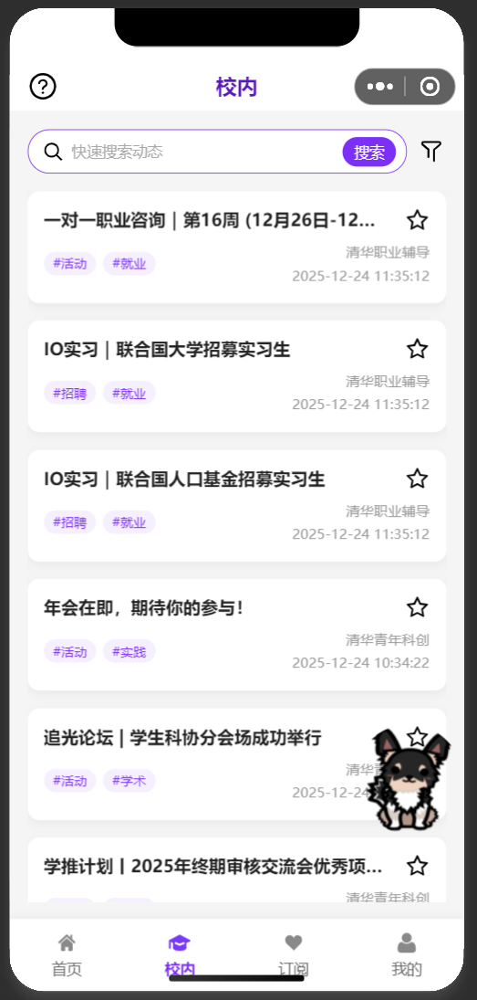 校内
快速搜索动态
搜索
一对一职业咨询｜第16周 (12月26日-12...
#活动 #就业
清华职业辅导
2025-12-24 11:35:12
IO实习｜联合国大学招募实习生
#招聘 #就业
清华职业辅导
2025-12-24 11:35:12
IO实习｜联合国人口基金招募实习生
#招聘 #就业
清华职业辅导
2025-12-24 11:35:12
年会在即，期待你的参与！
#活动 #实践
清华青年科创
2025-12-24 10:34:22
追光论坛 | 学生科协分会场成功举行
#活动 #学术
清华
2025-12-24
学推计划丨2025年终期审核交流会优秀项...
清华青年科创
首页 校内 订阅 我的